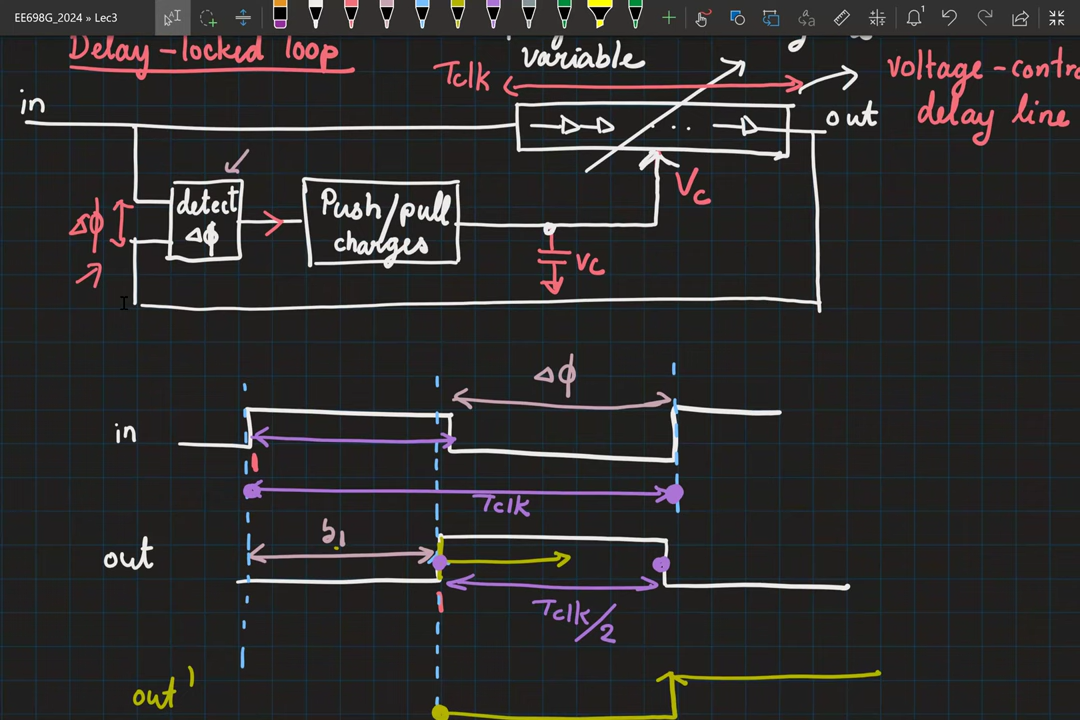 EE698G_2024 » Lec3
Delay-locked loop
variable
Tclk
voltage-contro
delay line
in
out
detect
Δϕ
Push/pull
charges
Vc
Δϕ
Vc
Δϕ
in
Tclk
out
Tclk/2
out'